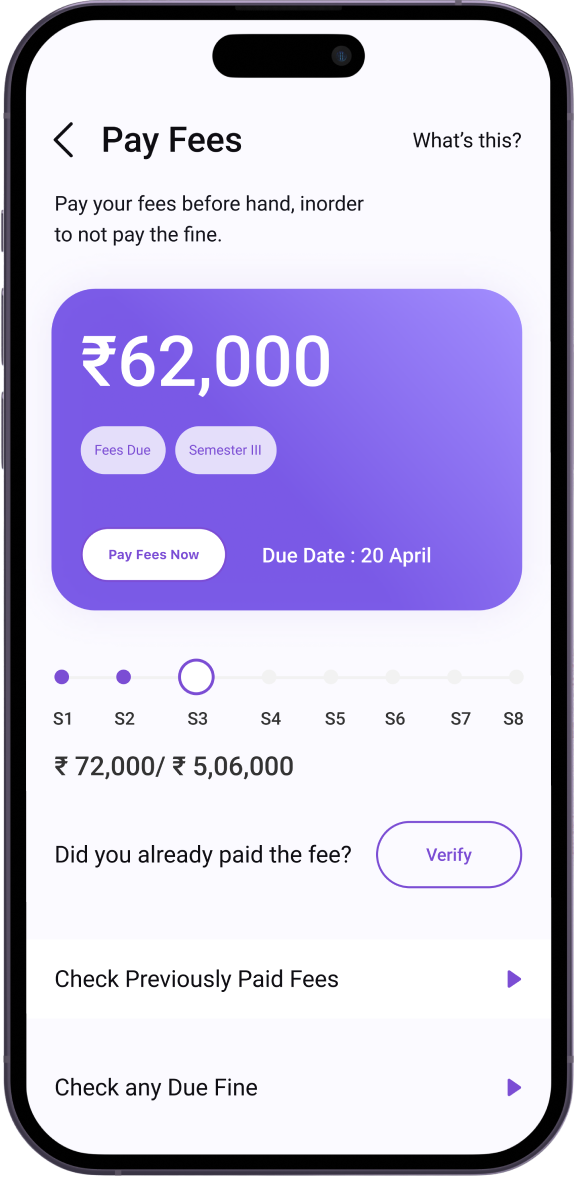 Pay Fees
What's this?
Pay your fees before hand, inorder
to not pay the fine.
₹62,000
Fees Due
Semester III
Pay Fees Now
Due Date : 20 April
S1 S2 S3 S4 S5 S6 S7 S8
₹ 72,000/ ₹ 5,06,000
Did you already paid the fee?
Verify
Check Previously Paid Fees
Check any Due Fine